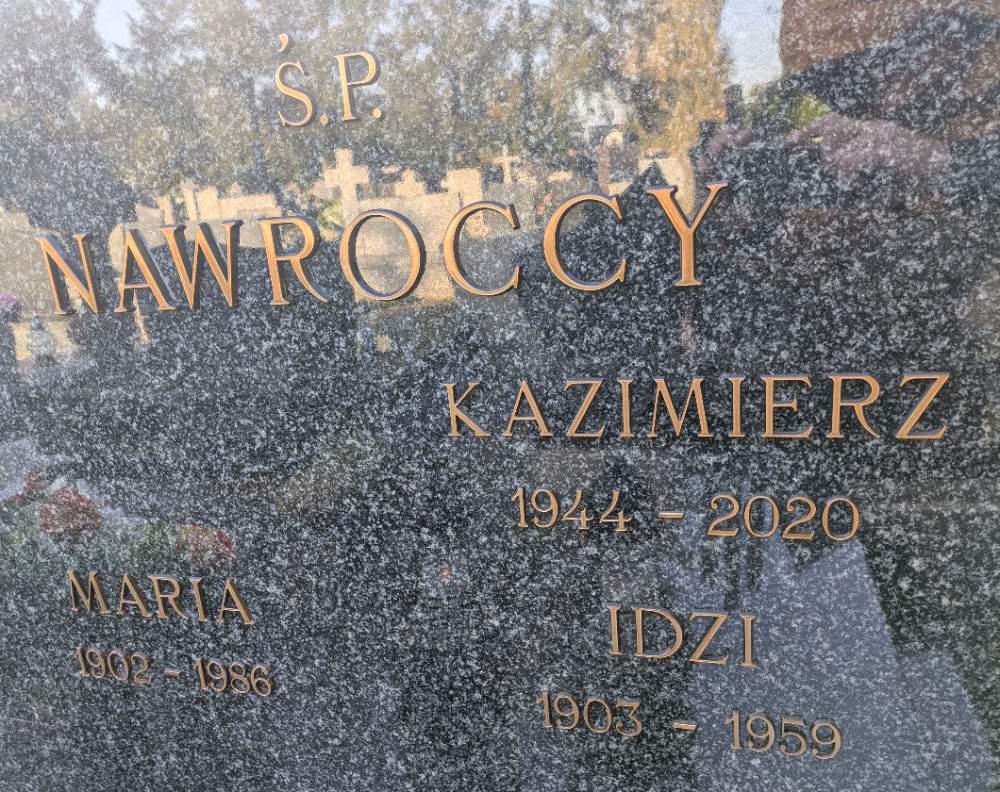 Ś.P.
NAWROCCY
KAZIMIERZ
1944 - 2020
MARIA
1902 - 1986
IDZI
1903 - 1959